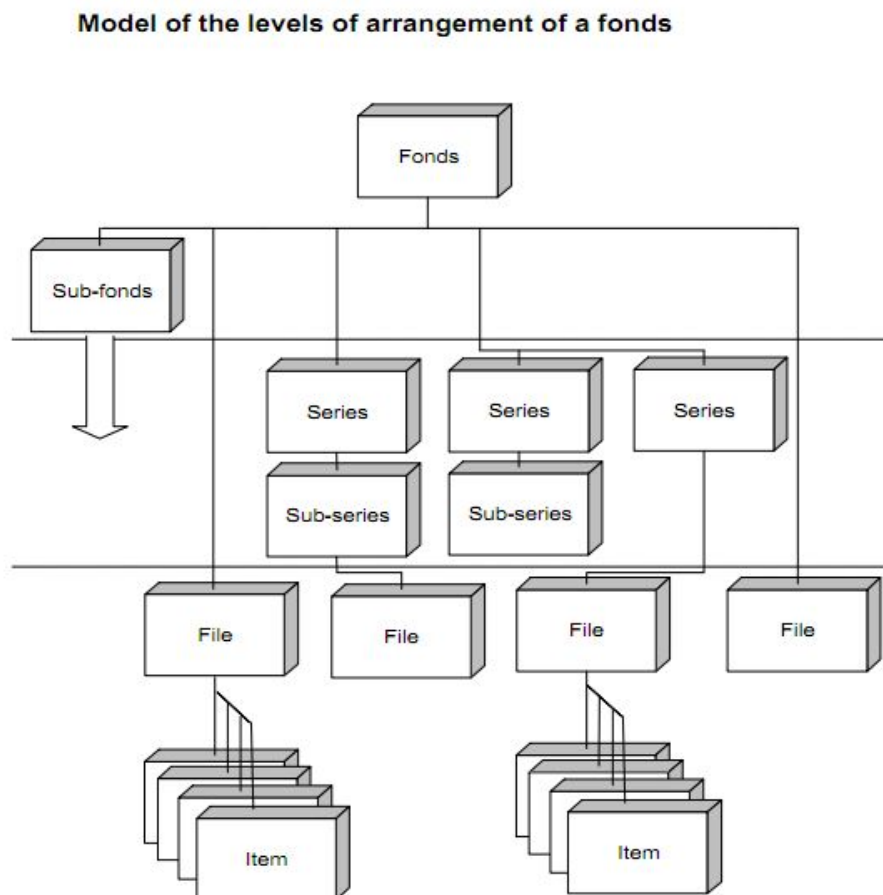 Model of the levels of arrangement of a fonds
Fonds
Sub-fonds
Series
Series
Series
Sub-series
Sub-series
File
File
File
File
Item
Item